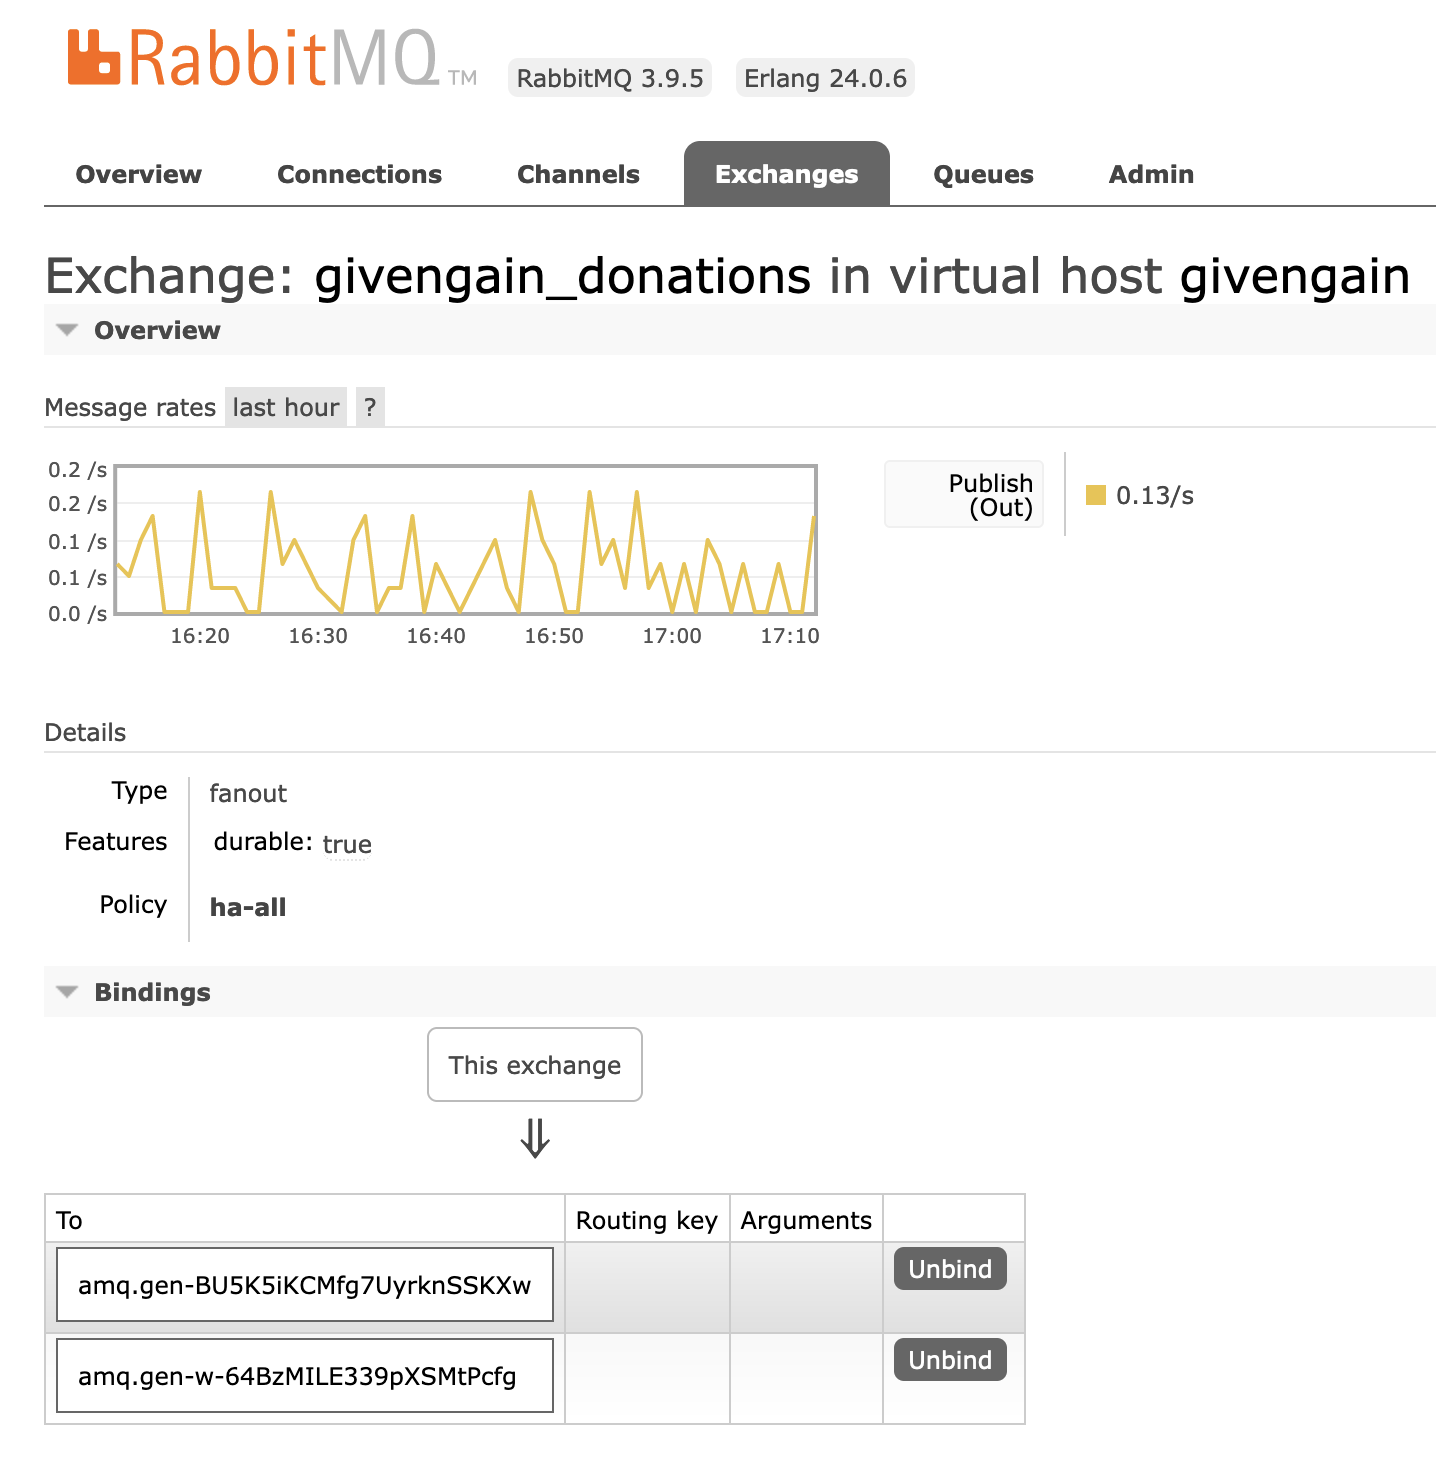 RabbitMQ TM RabbitMQ 3.9.5 Erlang 24.0.6
Overview Connections Channels Exchanges Queues Admin
Exchange: givengain_donations in virtual host givengain
Overview
Message rates last hour ?
0.2 /s
0.2 /s
0.1 /s
0.1 /s
0.0 /s
16:20 16:30 16:40 16:50 17:00 17:10
Publish
(Out)
0.13/s
Details
Type fanout
Features durable: true
Policy ha-all
Bindings
This exchange
⇓
To Routing key Arguments
amq.gen-BU5K5iKCMfg7UyrknSSKXw Unbind
amq.gen-w-64BzMILE339pXSMtPcfg Unbind